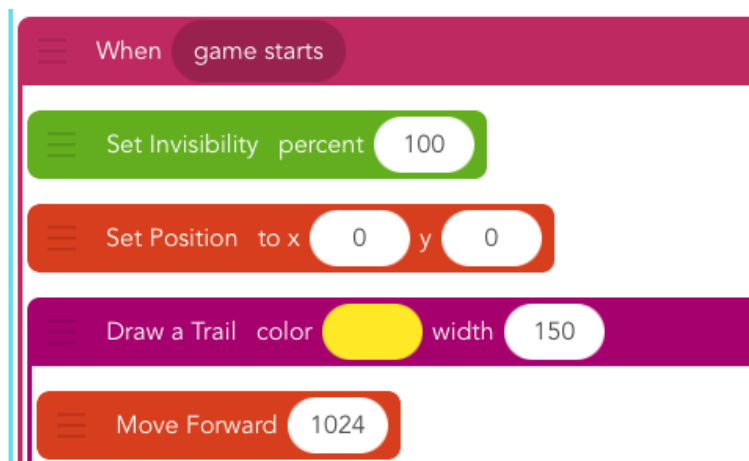 When game starts
Set Invisibility percent 100
Set Position to x 0 y 0
Draw a Trail color width 150
Move Forward 1024